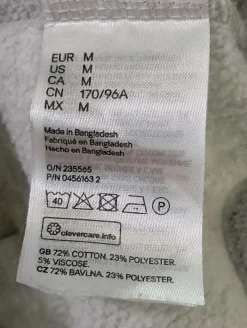 EUR M
US M
CA M
CN 170/96A
MX M
Made in Bangladesh
Fabriqué en Bangladesh
Hecho en Bangladesh
O/N 235565
P/N 0456163 2
40
P
clevercare.info
GB 72% COTTON. 23% POLYESTER.
5% VISCOSE.
CZ 72% BAVLNA. 23% POLYESTER.